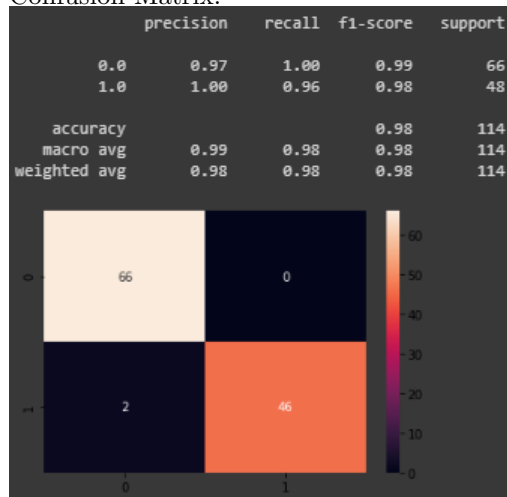 Confusion Matrix:
precision recall f1-score support
0.0 0.97 1.00 0.99 66
1.0 1.00 0.96 0.98 48
accuracy 0.98 114
macro avg 0.99 0.98 0.98 114
weighted avg 0.98 0.98 0.98 114
60
0 66 0 50
40
30
20
1 2 46
10
0
0 1